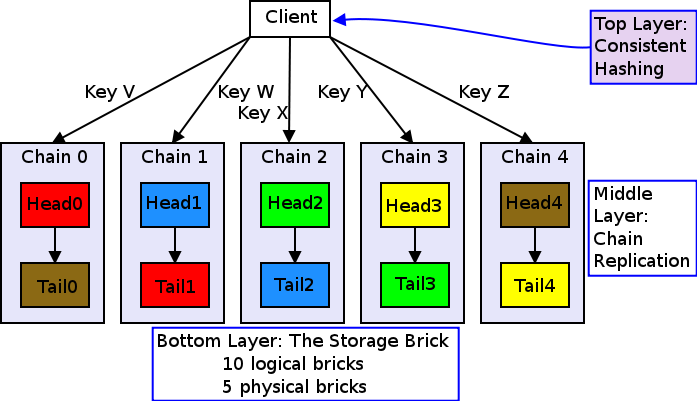 Client
Top Layer:
Consistent
Hashing
Key V
Key W
Key X
Key Y
Key Z
Chain 0
Chain 1
Chain 2
Chain 3
Chain 4
Head0
Head1
Head2
Head3
Head4
Tail0
Tail1
Tail2
Tail3
Tail4
Middle
Layer:
Chain
Replication
Bottom Layer: The Storage Brick
10 logical bricks
5 physical bricks